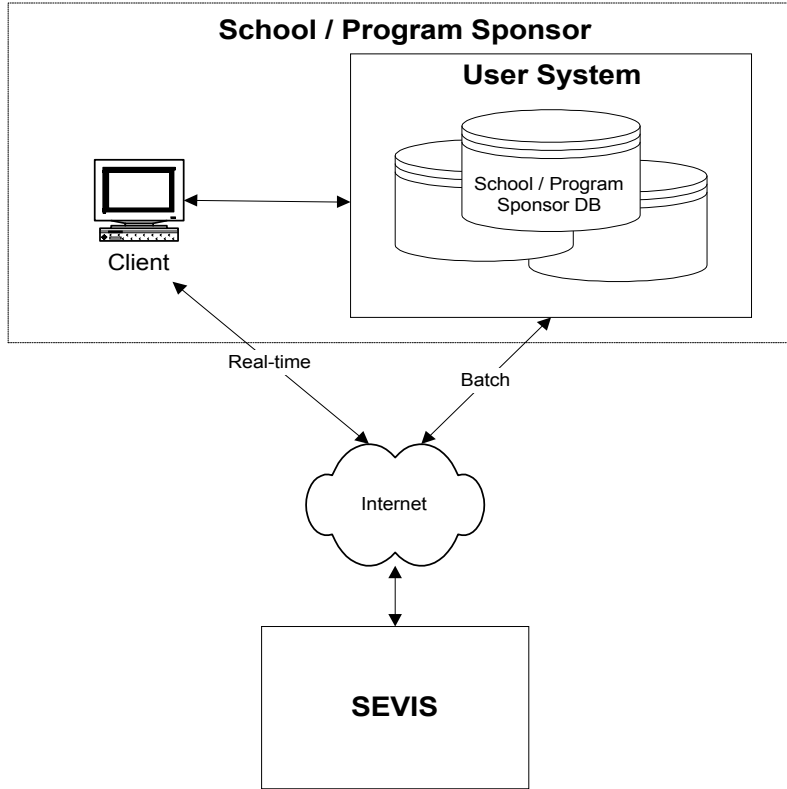 School / Program Sponsor
User System
School / Program
Sponsor DB
Client
Real-time
Batch
Internet
SEVIS